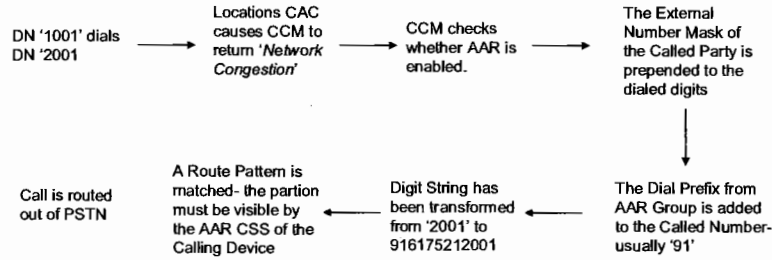 DN '1001' dials
DN '2001
Locations CAC
causes CCM to
return 'Network
Congestion'
CCM checks
whether AAR is
enabled.
The External
Number Mask of
the Called Party is
prepended to the
dialed digits
The Dial Prefix from
AAR Group is added
to the Called Number-
usually '91'
Digit String has
been transformed
from '2001' to
916175212001
A Route Pattern is
matched- the partion
must be visible by
the AAR CSS of the
Calling Device
Call is routed
out of PSTN